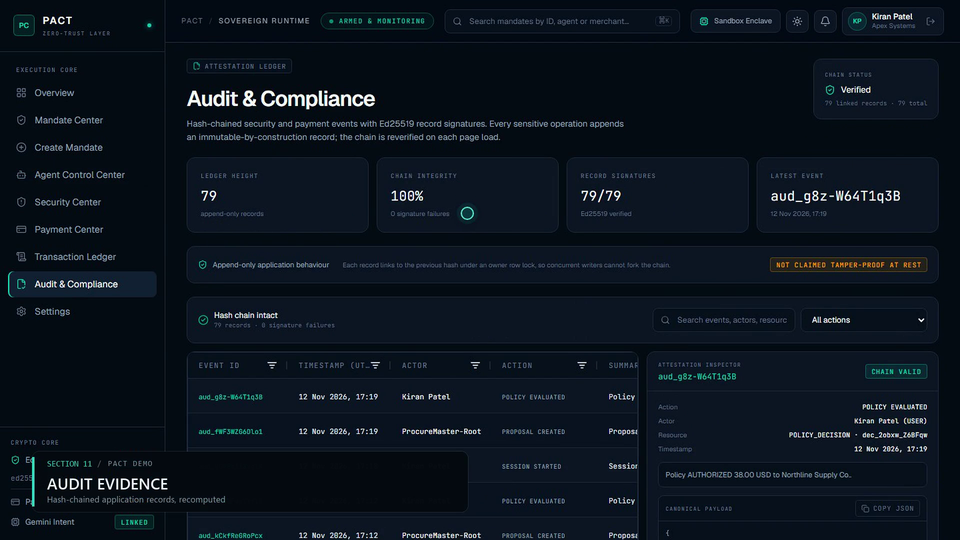 PC
PACT
ZERO-TRUST LAYER
PACT / SOVEREIGN RUNTIME
ARMED & MONITORING
Search mandates by ID, agent or merchant...
⌘K
Sandbox Enclave
KP
Kiran Patel
Apex Systems
EXECUTION CORE
Overview
Mandate Center
Create Mandate
Agent Control Center
Security Center
Payment Center
Transaction Ledger
Audit & Compliance
Settings
ATTESTATION LEDGER
Audit & Compliance
Hash-chained security and payment events with Ed25519 record signatures. Every sensitive operation appends
an immutable-by-construction record; the chain is reverified on each page load.
CHAIN STATUS
Verified
79 linked records · 79 total
LEDGER HEIGHT
79
append-only records
CHAIN INTEGRITY
100%
0 signature failures
RECORD SIGNATURES
79/79
Ed25519 verified
LATEST EVENT
aud_g8z-W64T1q3B
12 Nov 2026, 17:19
Append-only application behaviour
Each record links to the previous hash under an owner row lock, so concurrent writers cannot fork the chain.
NOT CLAIMED TAMPER-PROOF AT REST
Hash chain intact
79 records · 0 signature failures
Search events, actors, resourc
All actions
EVENT ID
TIMESTAMP (UT…
ACTOR
ACTION
SUMMAR
aud_g8z-W64T1q3B
12 Nov 2026, 17:19
Kiran Patel
POLICY EVALUATED
Policy
aud_fWF3WZG6Olo1
12 Nov 2026, 17:19
ProcureMaster-Root
PROPOSAL CREATED
Proposa
SESSION STARTED
Session
POLICY EVALUATED
Policy
aud_kCkfReGRoPcx
12 Nov 2026, 17:12
ProcureMaster-Root
PROPOSAL CREATED
Proposa
ATTESTATION INSPECTOR
aud_g8z-W64T1q3B
CHAIN VALID
Action
POLICY EVALUATED
Actor
Kiran Patel (USER)
Resource
Timestamp
12 Nov 2026, 17:19
Policy AUTHORIZED 38.00 USD to Northline Supply Co..
CANONICAL PAYLOAD
COPY JSON
{
CRYPTO CORE
ed255
Gemini Intent
LINKED
SECTION 11 / PACT DEMO
AUDIT EVIDENCE
Hash-chained application records, recomputed